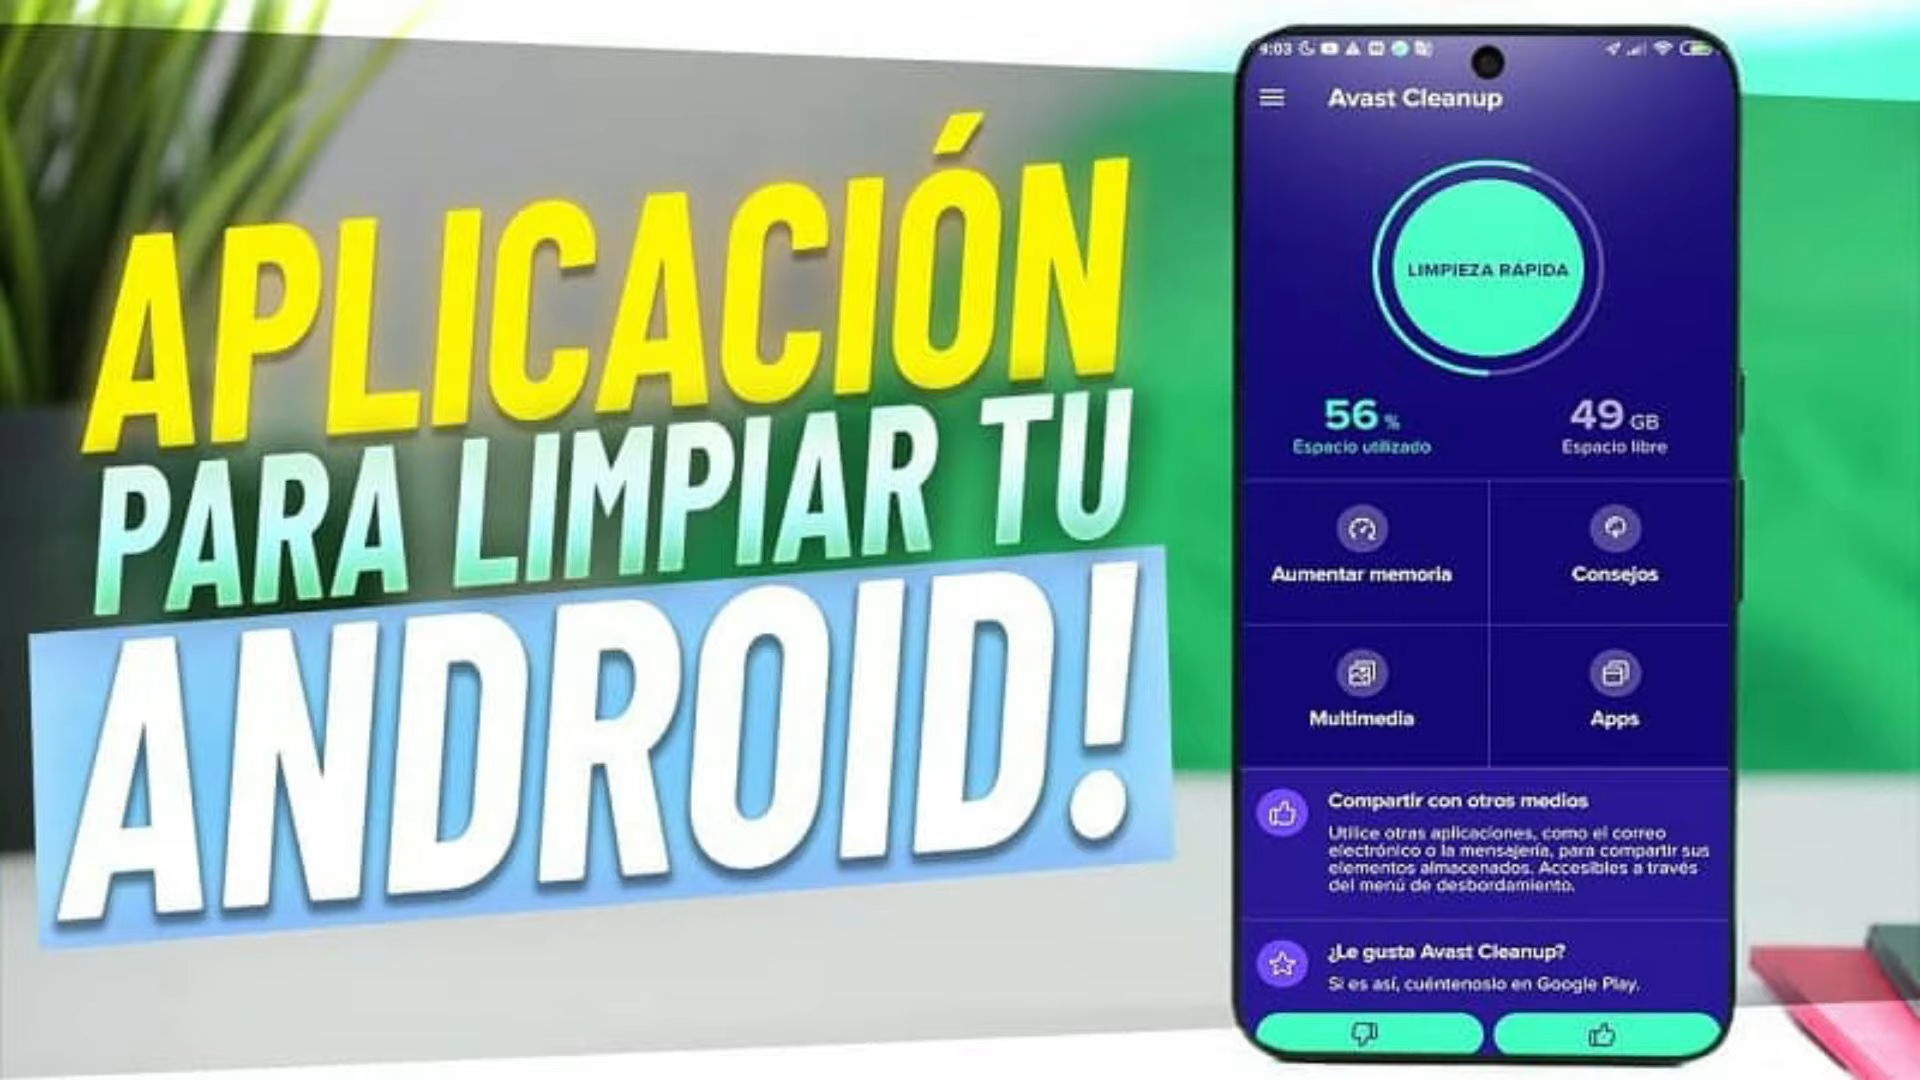 APLICACIÓN
PARA LIMPIAR TU
ANDROID!
4:03
Avast Cleanup
LIMPIEZA RÁPIDA
56 %
Espacio utilizado
49 GB
Espacio libre
Aumentar memoria
Consejos
Multimedia
Apps
Compartir con otros medios
Utilice otras aplicaciones, como el correo
electrónico o la mensajería, para compartir sus
elementos almacenados. Accesibles a través
del menú de desbordamiento.
¿Le gusta Avast Cleanup?
Si es así, cuéntenoslo en Google Play.